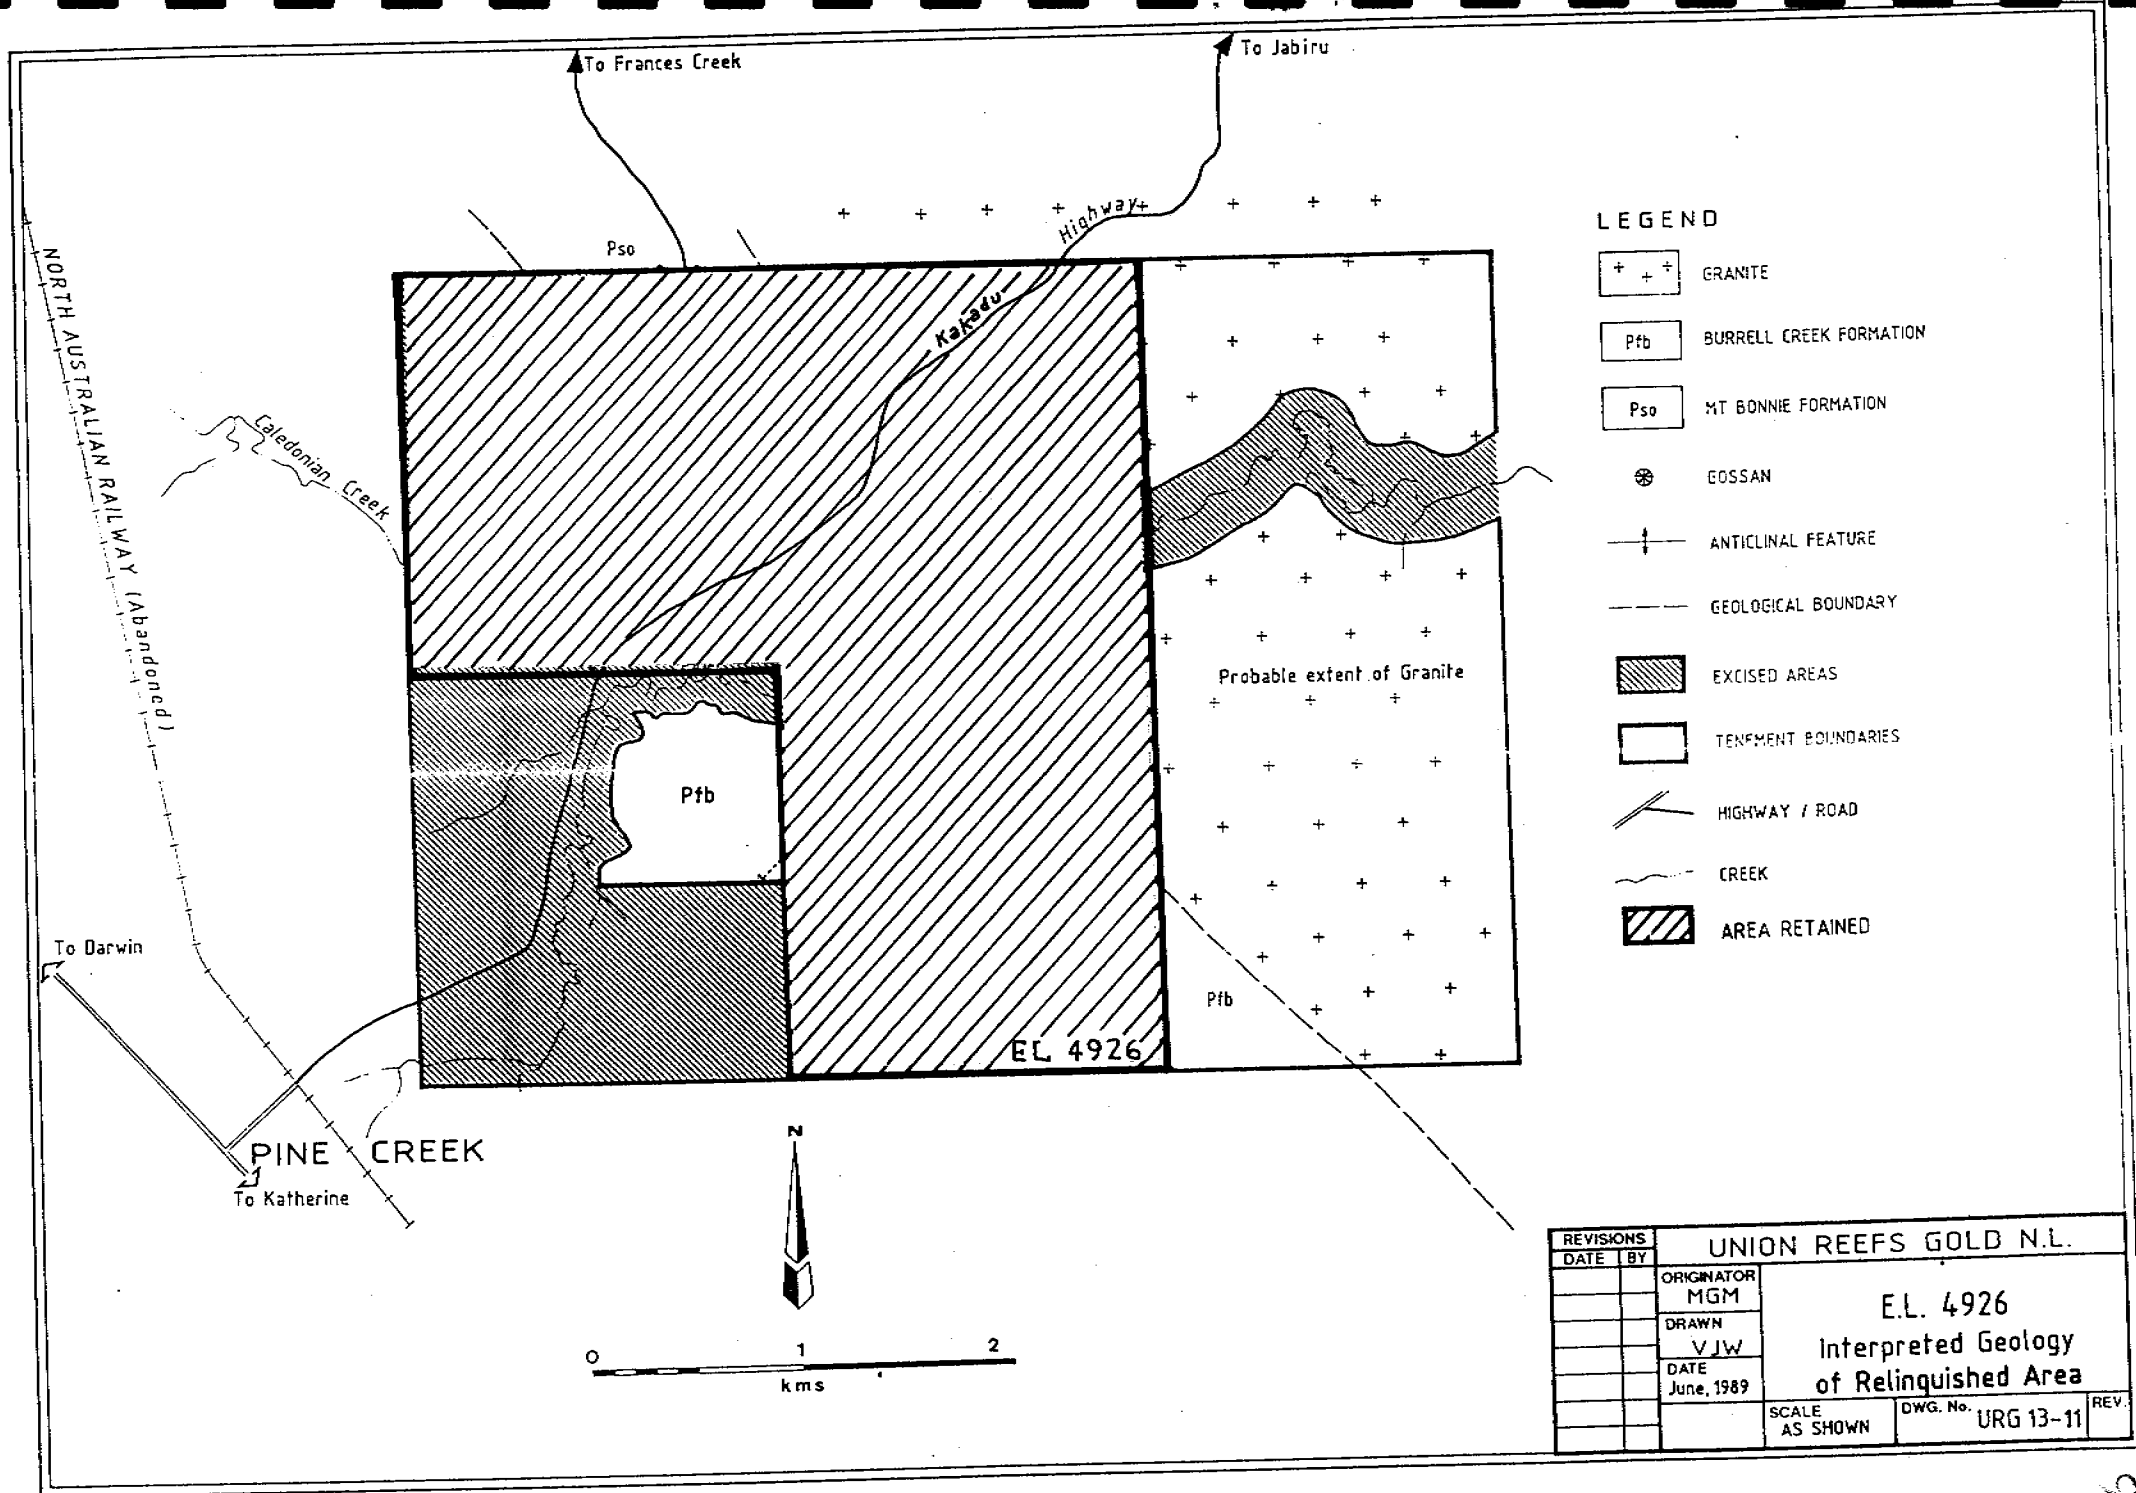 To Frances Creek
To Jabiru
Kakadu Highway
Pso
NORTH AUSTRALIAN RAILWAY (Abandoned)
Caledonian Creek
Probable extent of Granite
Pfb
Pfb
EL 4926
To Darwin
PINE CREEK
To Katherine
N
0 1 2
kms
LEGEND
GRANITE
Pfb BURRELL CREEK FORMATION
Pso MT BONNIE FORMATION
GOSSAN
ANTICLINAL FEATURE
GEOLOGICAL BOUNDARY
EXCISED AREAS
TENEMENT BOUNDARIES
HIGHWAY / ROAD
CREEK
AREA RETAINED
REVISIONS
DATE BY
UNION REEFS GOLD N.L.
ORIGINATOR
MGM
DRAWN
VJW
DATE
June, 1989
E.L. 4926
Interpreted Geology
of Relinquished Area
SCALE
AS SHOWN
DWG. No. URG 13-11
REV.